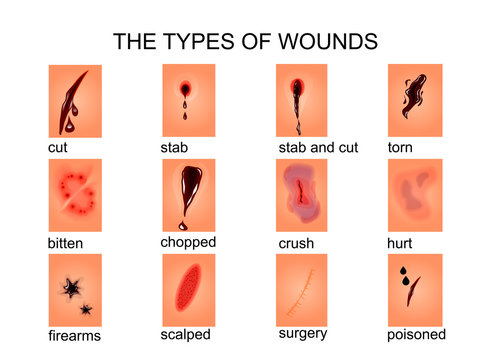 THE TYPES OF WOUNDS
cut
stab
stab and cut
torn
bitten
chopped
crush
hurt
firearms
scalped
surgery
poisoned